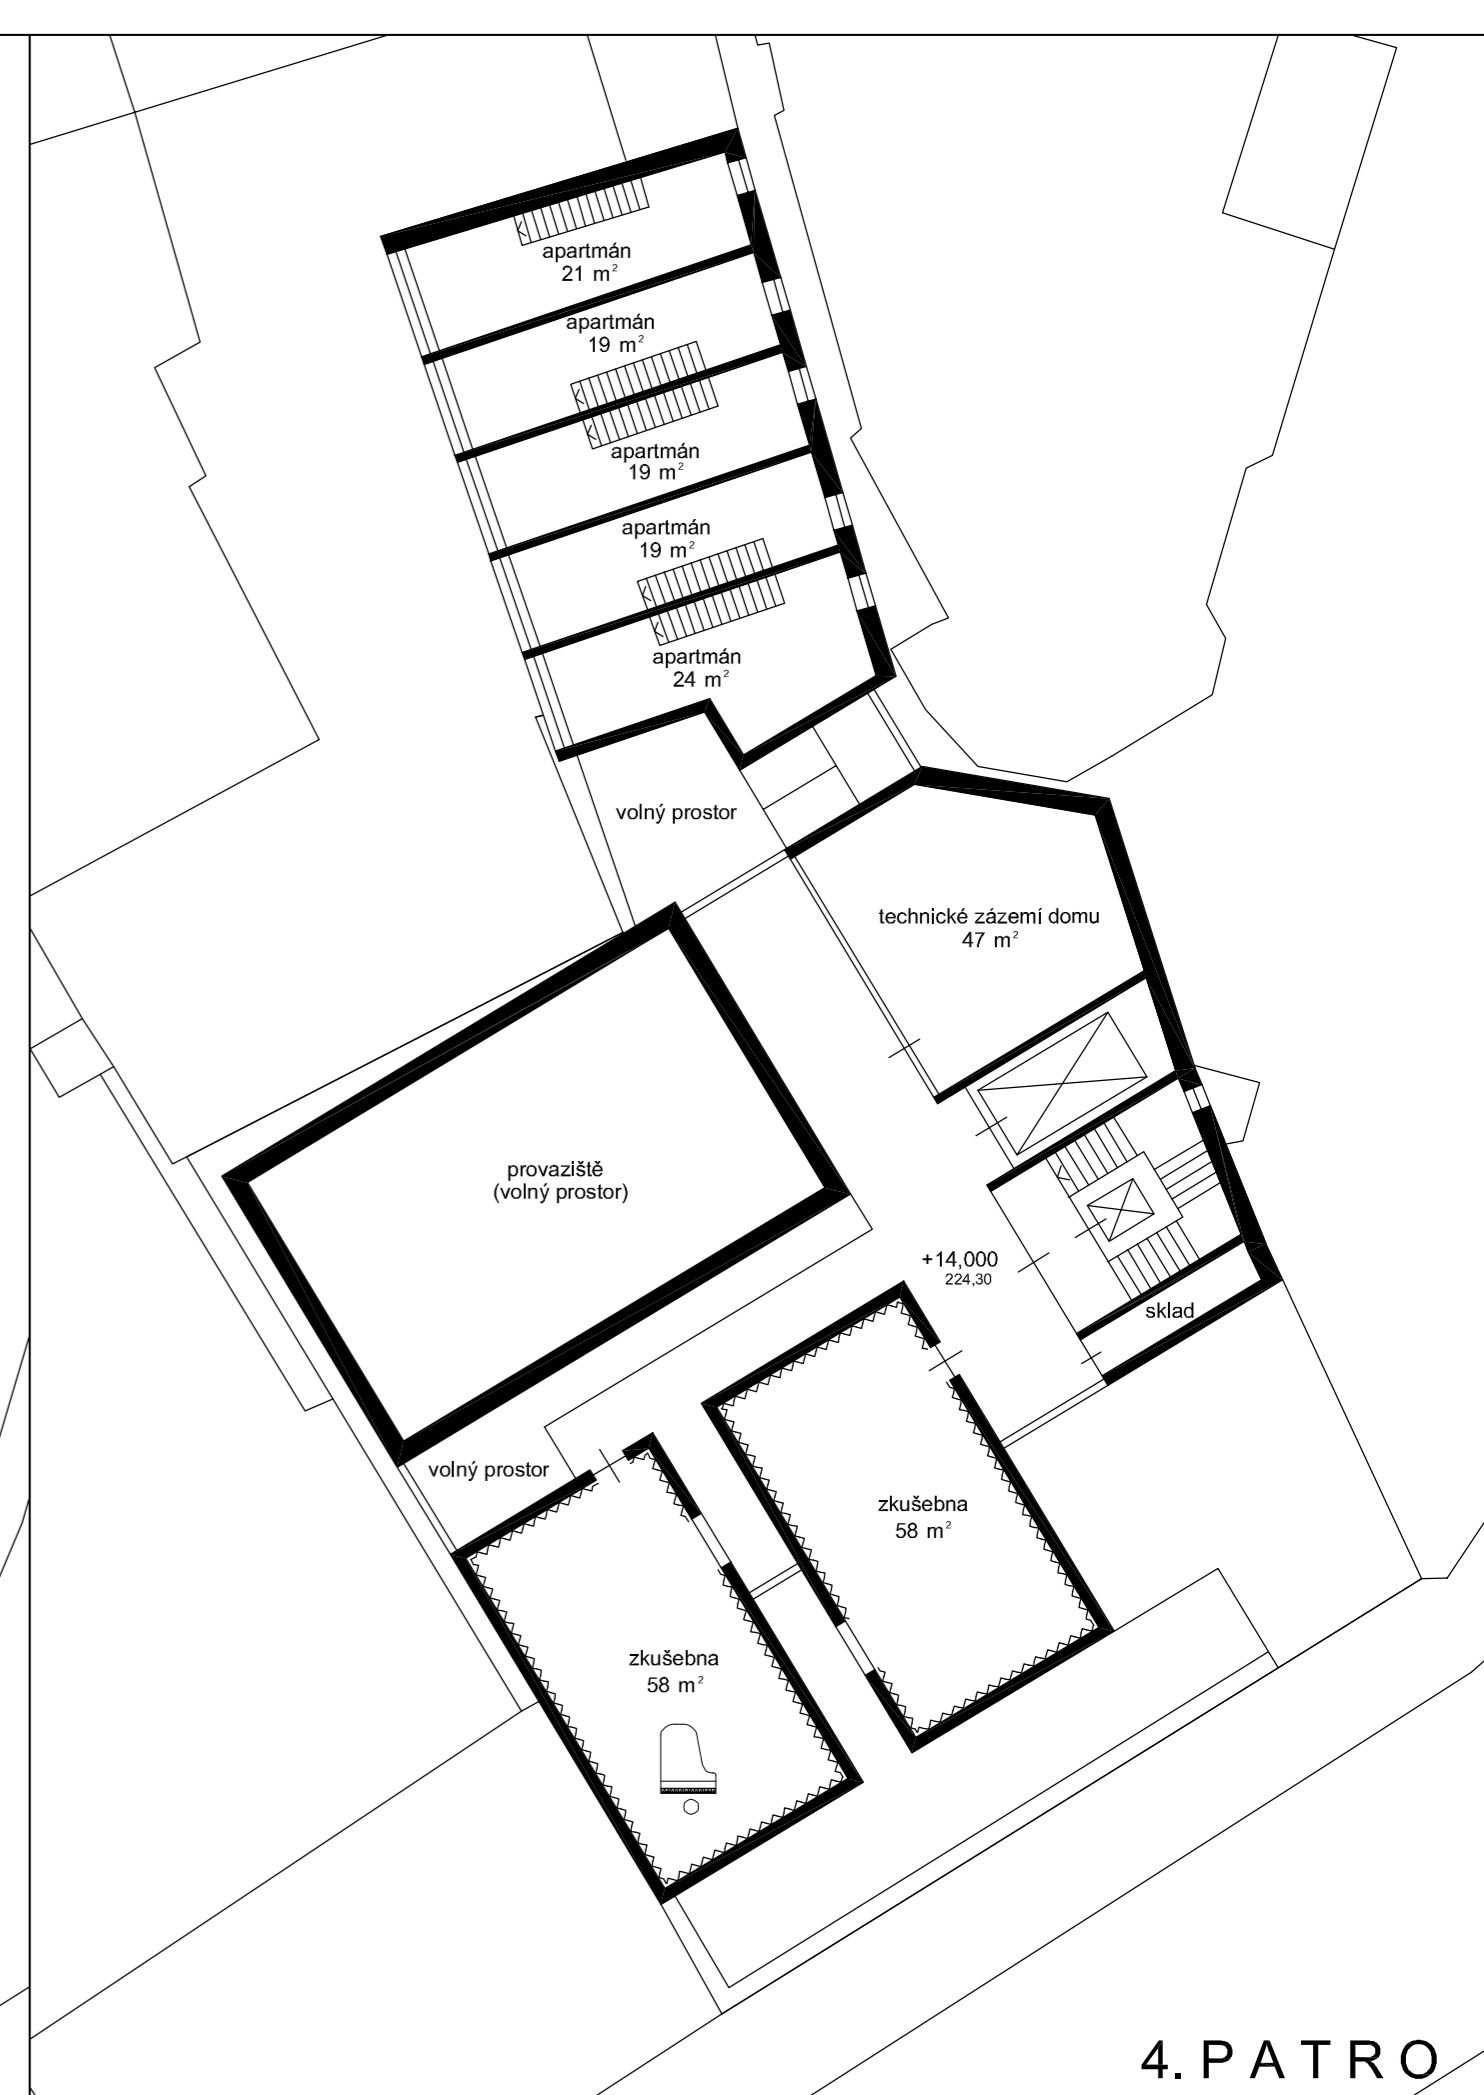 apartmán
21 m²
apartmán
19 m²
apartmán
19 m²
apartmán
19 m²
apartmán
24 m²
volný prostor
technické zázemí domu
47 m²
provaziště
(volný prostor)
+14,000
224,30
sklad
volný prostor
zkušebna
58 m²
zkušebna
58 m²
4. PATRO